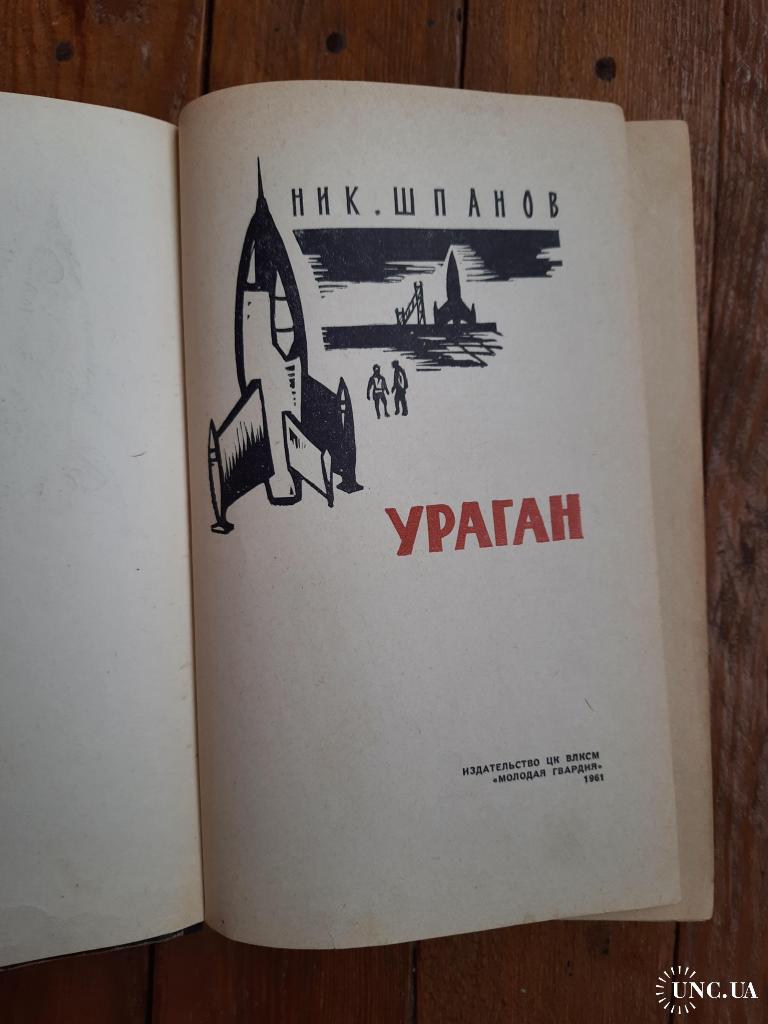 НИК. ШПАНОВ
УРАГАН
ИЗДАТЕЛЬСТВО ЦК ВЛКСМ
«МОЛОДАЯ ГВАРДИЯ»
1961
UNC.UA